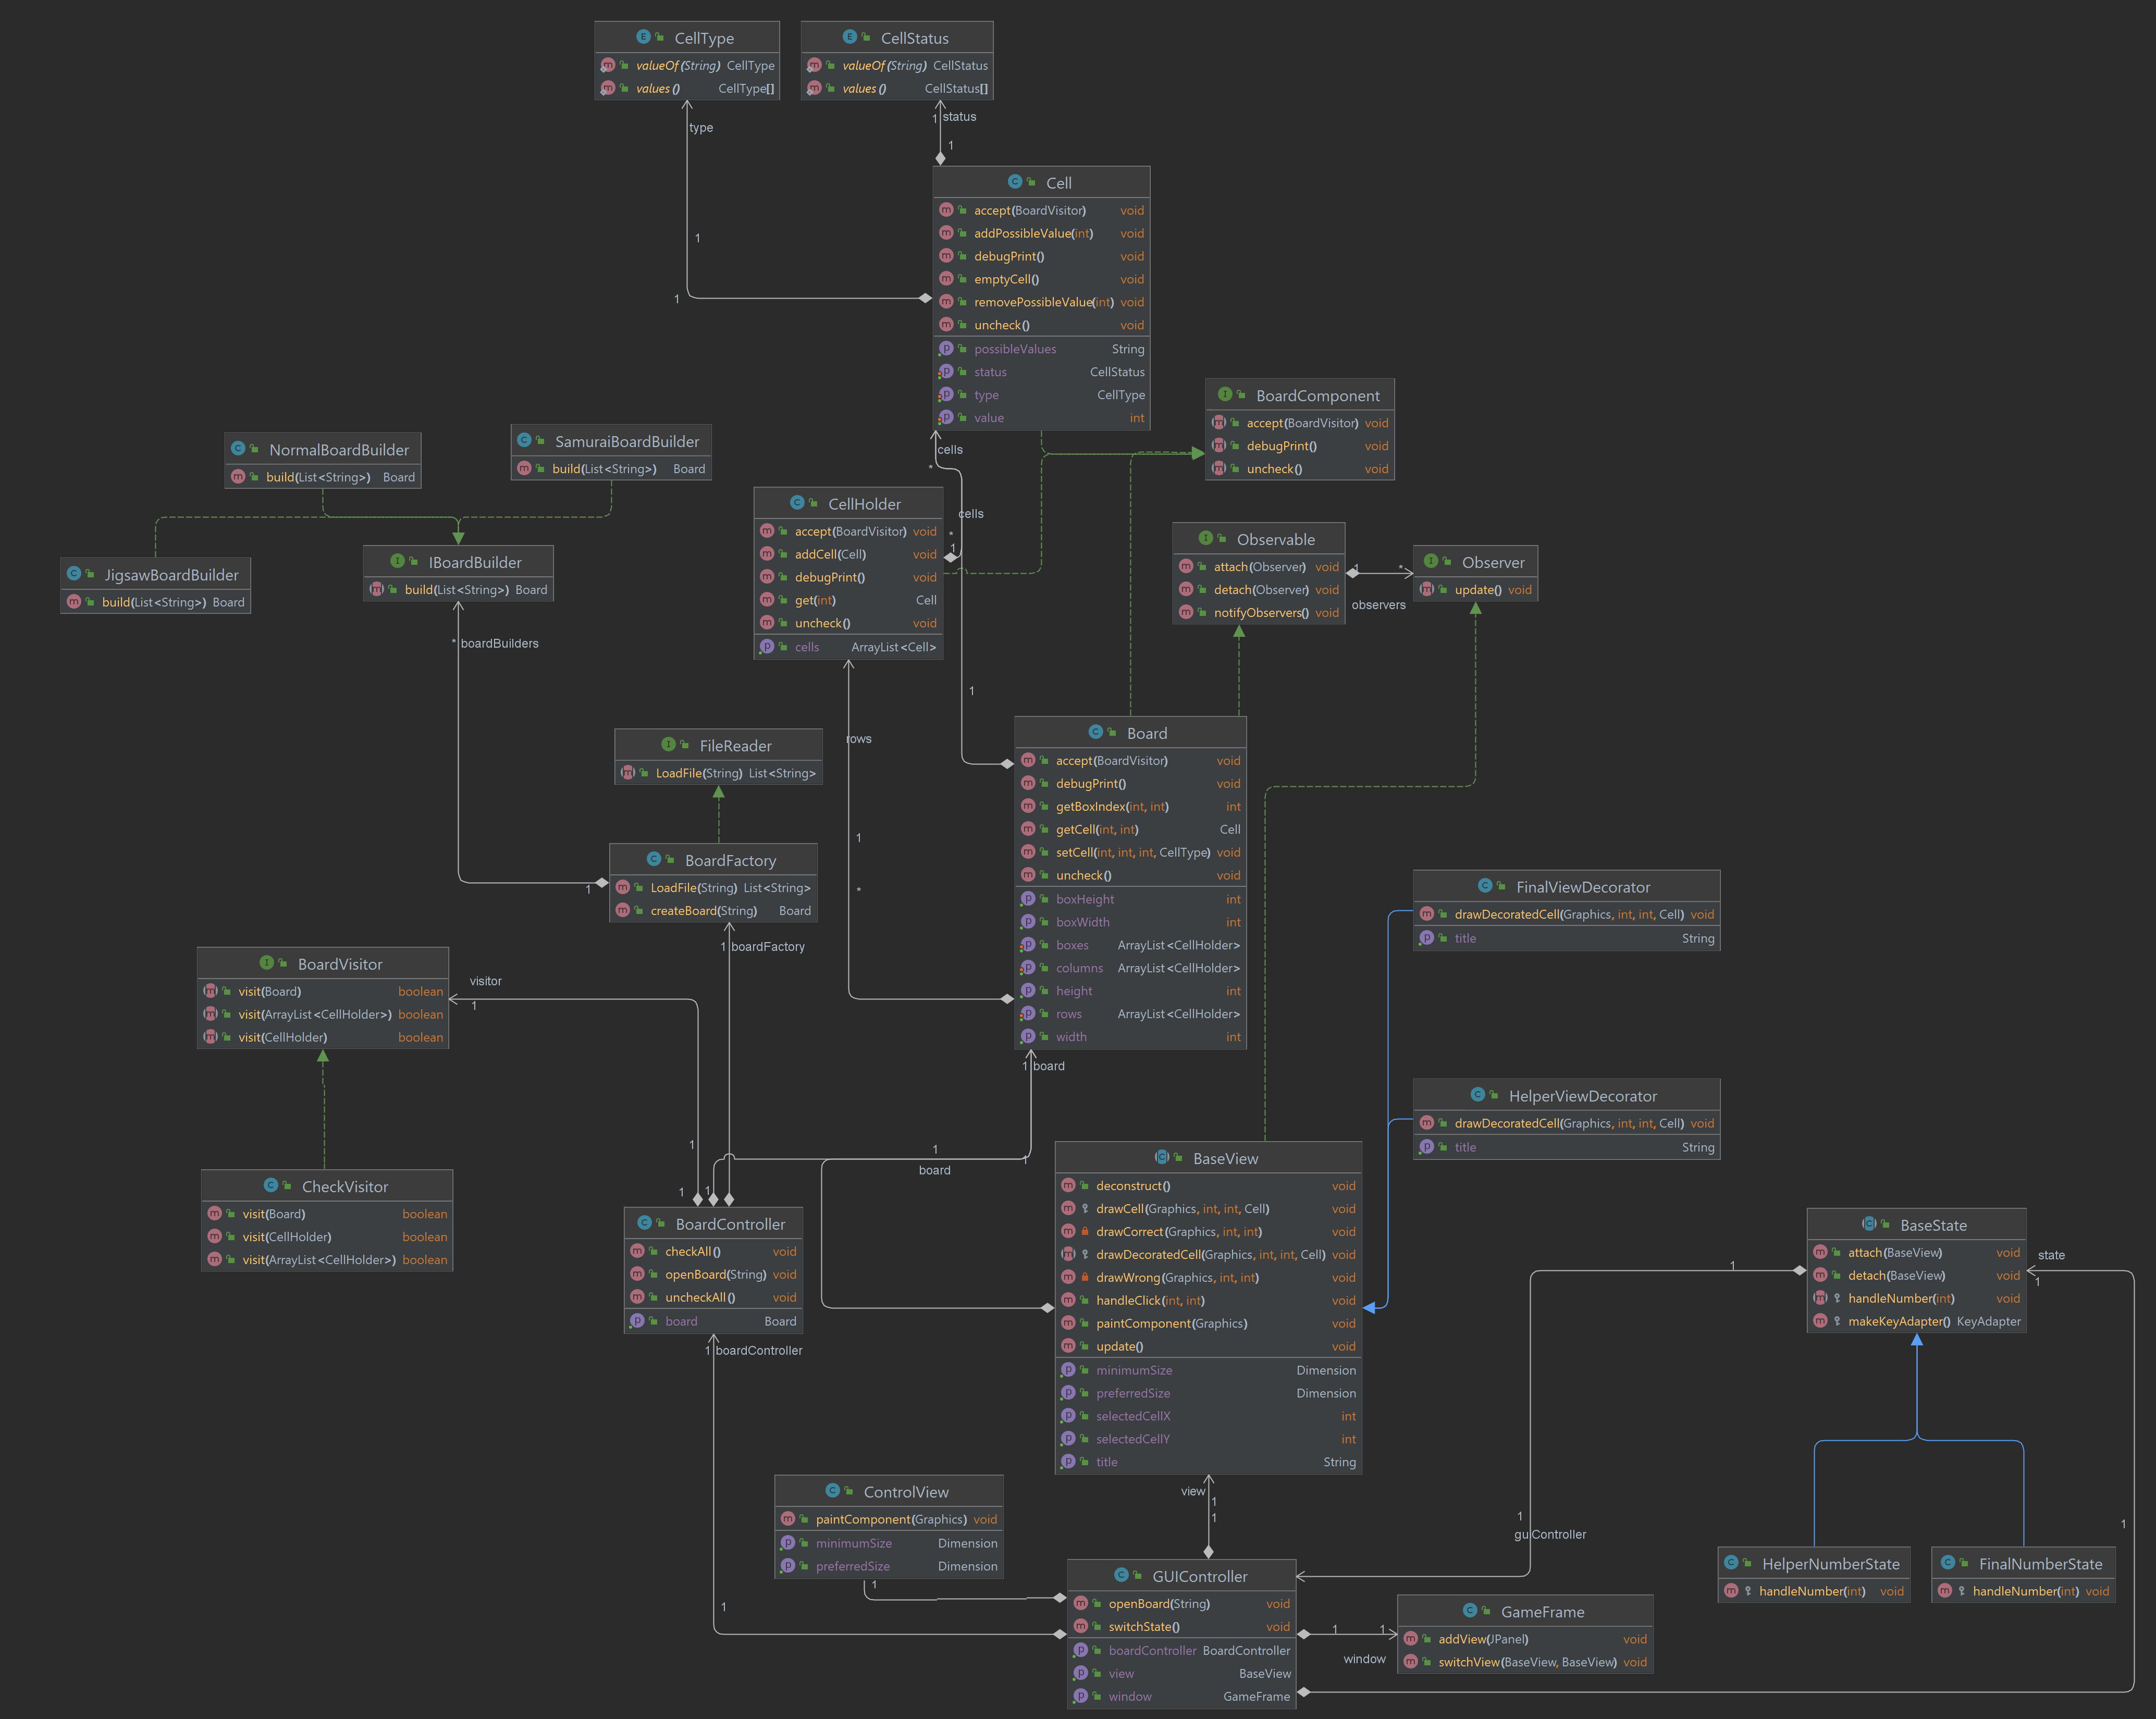 CellType
valueOf(String) CellType
values() CellType[]
CellStatus
valueOf(String) CellStatus
values() CellStatus[]
type
1
1
1 status
1
Cell
accept(BoardVisitor) void
addPossibleValue(int) void
debugPrint() void
emptyCell() void
removePossibleValue(int) void
uncheck() void
possibleValues String
status CellStatus
type CellType
value int
BoardComponent
accept(BoardVisitor) void
debugPrint() void
uncheck() void
NormalBoardBuilder
build(List<String>) Board
SamuraiBoardBuilder
build(List<String>) Board
JigsawBoardBuilder
build(List<String>) Board
IBoardBuilder
build(List<String>) Board
* boardBuilders
1
cells
*
cells
*
1
1
CellHolder
accept(BoardVisitor) void
addCell(Cell) void
debugPrint() void
get(int) Cell
uncheck() void
cells ArrayList<Cell>
Observable
attach(Observer) void
detach(Observer) void
notifyObservers() void
1
*
observers
Observer
update() void
rows
1
*
FileReader
LoadFile(String) List<String>
BoardFactory
LoadFile(String) List<String>
createBoard(String) Board
1 boardFactory
Board
accept(BoardVisitor) void
debugPrint() void
getBoxIndex(int, int) int
getCell(int, int) Cell
setCell(int, int, int, CellType) void
uncheck() void
boxHeight int
boxWidth int
boxes ArrayList<CellHolder>
columns ArrayList<CellHolder>
height int
rows ArrayList<CellHolder>
width int
1 board
FinalViewDecorator
drawDecoratedCell(Graphics, int, int, Cell) void
title String
BoardVisitor
visit(Board) boolean
visit(ArrayList<CellHolder>) boolean
visit(CellHolder) boolean
visitor
1
HelperViewDecorator
drawDecoratedCell(Graphics, int, int, Cell) void
title String
CheckVisitor
visit(Board) boolean
visit(CellHolder) boolean
visit(ArrayList<CellHolder>) boolean
1
1
1
1
board
1
BoardController
checkAll() void
openBoard(String) void
uncheckAll() void
board Board
1 boardController
BaseView
deconstruct() void
drawCell(Graphics, int, int, Cell) void
drawCorrect(Graphics, int, int) void
drawDecoratedCell(Graphics, int, int, Cell) void
drawWrong(Graphics, int, int) void
handleClick(int, int) void
paintComponent(Graphics) void
update() void
minimumSize Dimension
preferredSize Dimension
selectedCellX int
selectedCellY int
title String
BaseState
attach(BaseView) void
detach(BaseView) void
handleNumber(int) void
makeKeyAdapter() KeyAdapter
state
1
1
1
guiController
1
view
1
1
ControlView
paintComponent(Graphics) void
minimumSize Dimension
preferredSize Dimension
1
1
GUIController
openBoard(String) void
switchState() void
boardController BoardController
view BaseView
window GameFrame
1
1
window
GameFrame
addView(JPanel) void
switchView(BaseView, BaseView) void
HelperNumberState
handleNumber(int) void
FinalNumberState
handleNumber(int) void